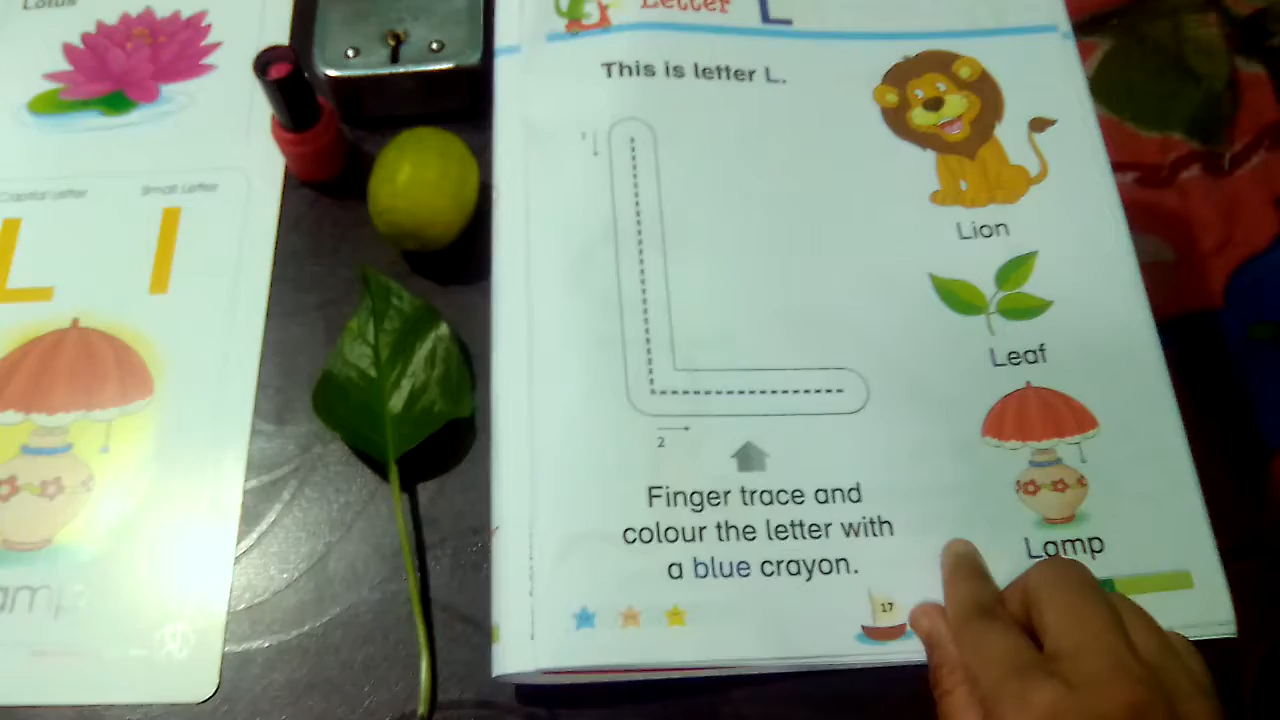 Lotus
Capital Letter Small Letter
L l
Letter L
This is letter L.
1
2
Lion
Leaf
Lamp
Finger trace and
colour the letter with
a blue crayon.
17